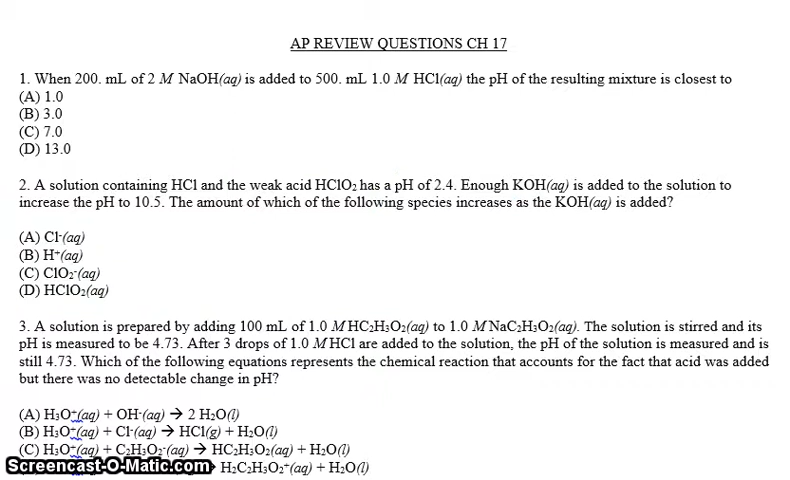 AP REVIEW QUESTIONS CH 17
1. When 200. mL of 2 M NaOH(aq) is added to 500. mL 1.0 M HCl(aq) the pH of the resulting mixture is closest to
(A) 1.0
(B) 3.0
(C) 7.0
(D) 13.0
2. A solution containing HCl and the weak acid HClO₂ has a pH of 2.4. Enough KOH(aq) is added to the solution to
increase the pH to 10.5. The amount of which of the following species increases as the KOH(aq) is added?
(A) Cl⁻(aq)
(B) H⁺(aq)
(C) ClO₂⁻(aq)
(D) HClO₂(aq)
3. A solution is prepared by adding 100 mL of 1.0 M HC₂H₃O₂(aq) to 1.0 M NaC₂H₃O₂(aq). The solution is stirred and its
pH is measured to be 4.73. After 3 drops of 1.0 M HCl are added to the solution, the pH of the solution is measured and is
still 4.73. Which of the following equations represents the chemical reaction that accounts for the fact that acid was added
but there was no detectable change in pH?
(A) H₃O⁺(aq) + OH⁻(aq) → 2 H₂O(l)
(B) H₃O⁺(aq) + Cl⁻(aq) → HCl(g) + H₂O(l)
(C) H₃O⁺(aq) + C₂H₃O₂⁻(aq) → HC₂H₃O₂(aq) + H₂O(l)
Screencast-O-Matic.com → H₂C₂H₃O₂⁺(aq) + H₂O(l)